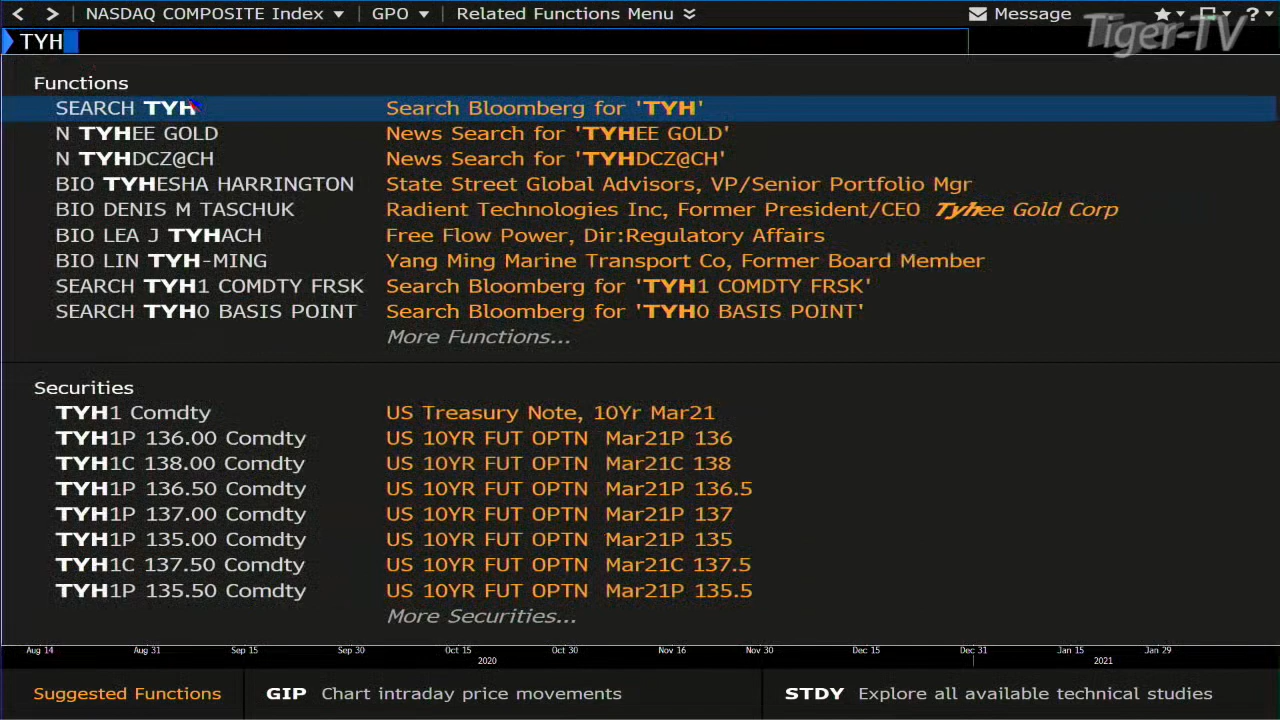 NASDAQ COMPOSITE Index GPO Related Functions Menu Message ?
Tiger-TV
TYH
Functions
SEARCH TYH Search Bloomberg for 'TYH'
N TYHEE GOLD News Search for 'TYHEE GOLD'
N TYHDCZ@CH News Search for 'TYHDCZ@CH'
BIO TYHESHA HARRINGTON State Street Global Advisors, VP/Senior Portfolio Mgr
BIO DENIS M TASCHUK Radient Technologies Inc, Former President/CEO Tyhee Gold Corp
BIO LEA J TYHACH Free Flow Power, Dir:Regulatory Affairs
BIO LIN TYH-MING Yang Ming Marine Transport Co, Former Board Member
SEARCH TYH1 COMDTY FRSK Search Bloomberg for 'TYH1 COMDTY FRSK'
SEARCH TYH0 BASIS POINT Search Bloomberg for 'TYH0 BASIS POINT'
More Functions...
Securities
TYH1 Comdty US Treasury Note, 10Yr Mar21
TYH1P 136.00 Comdty US 10YR FUT OPTN Mar21P 136
TYH1C 138.00 Comdty US 10YR FUT OPTN Mar21C 138
TYH1P 136.50 Comdty US 10YR FUT OPTN Mar21P 136.5
TYH1P 137.00 Comdty US 10YR FUT OPTN Mar21P 137
TYH1P 135.00 Comdty US 10YR FUT OPTN Mar21P 135
TYH1C 137.50 Comdty US 10YR FUT OPTN Mar21C 137.5
TYH1P 135.50 Comdty US 10YR FUT OPTN Mar21P 135.5
More Securities...
Aug 14 Aug 31 Sep 15 Sep 30 Oct 15 Oct 30 Nov 16 Nov 30 Dec 15 Dec 31 Jan 15 Jan 29
2020 2021
Suggested Functions GIP Chart intraday price movements STDY Explore all available technical studies